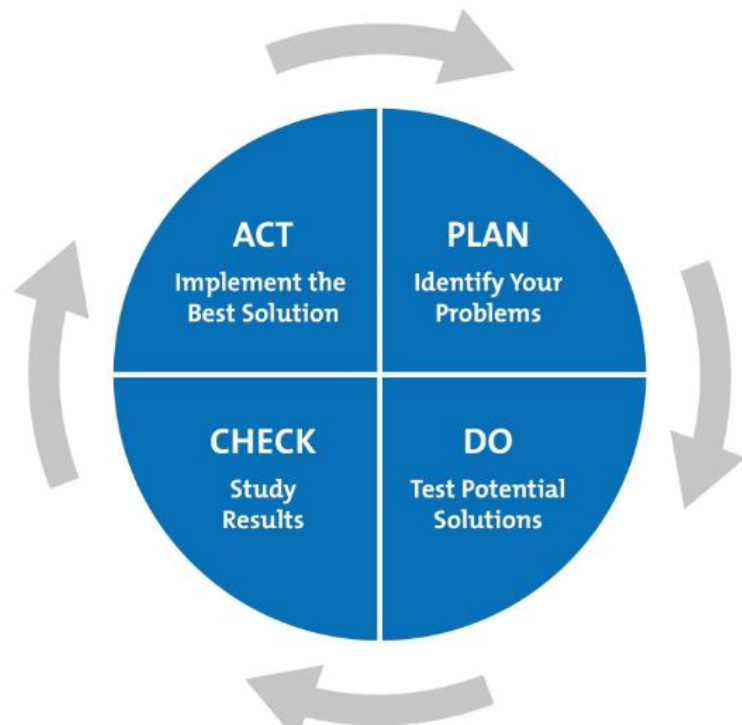 ACT
Implement the
Best Solution
PLAN
Identify Your
Problems
CHECK
Study
Results
DO
Test Potential
Solutions